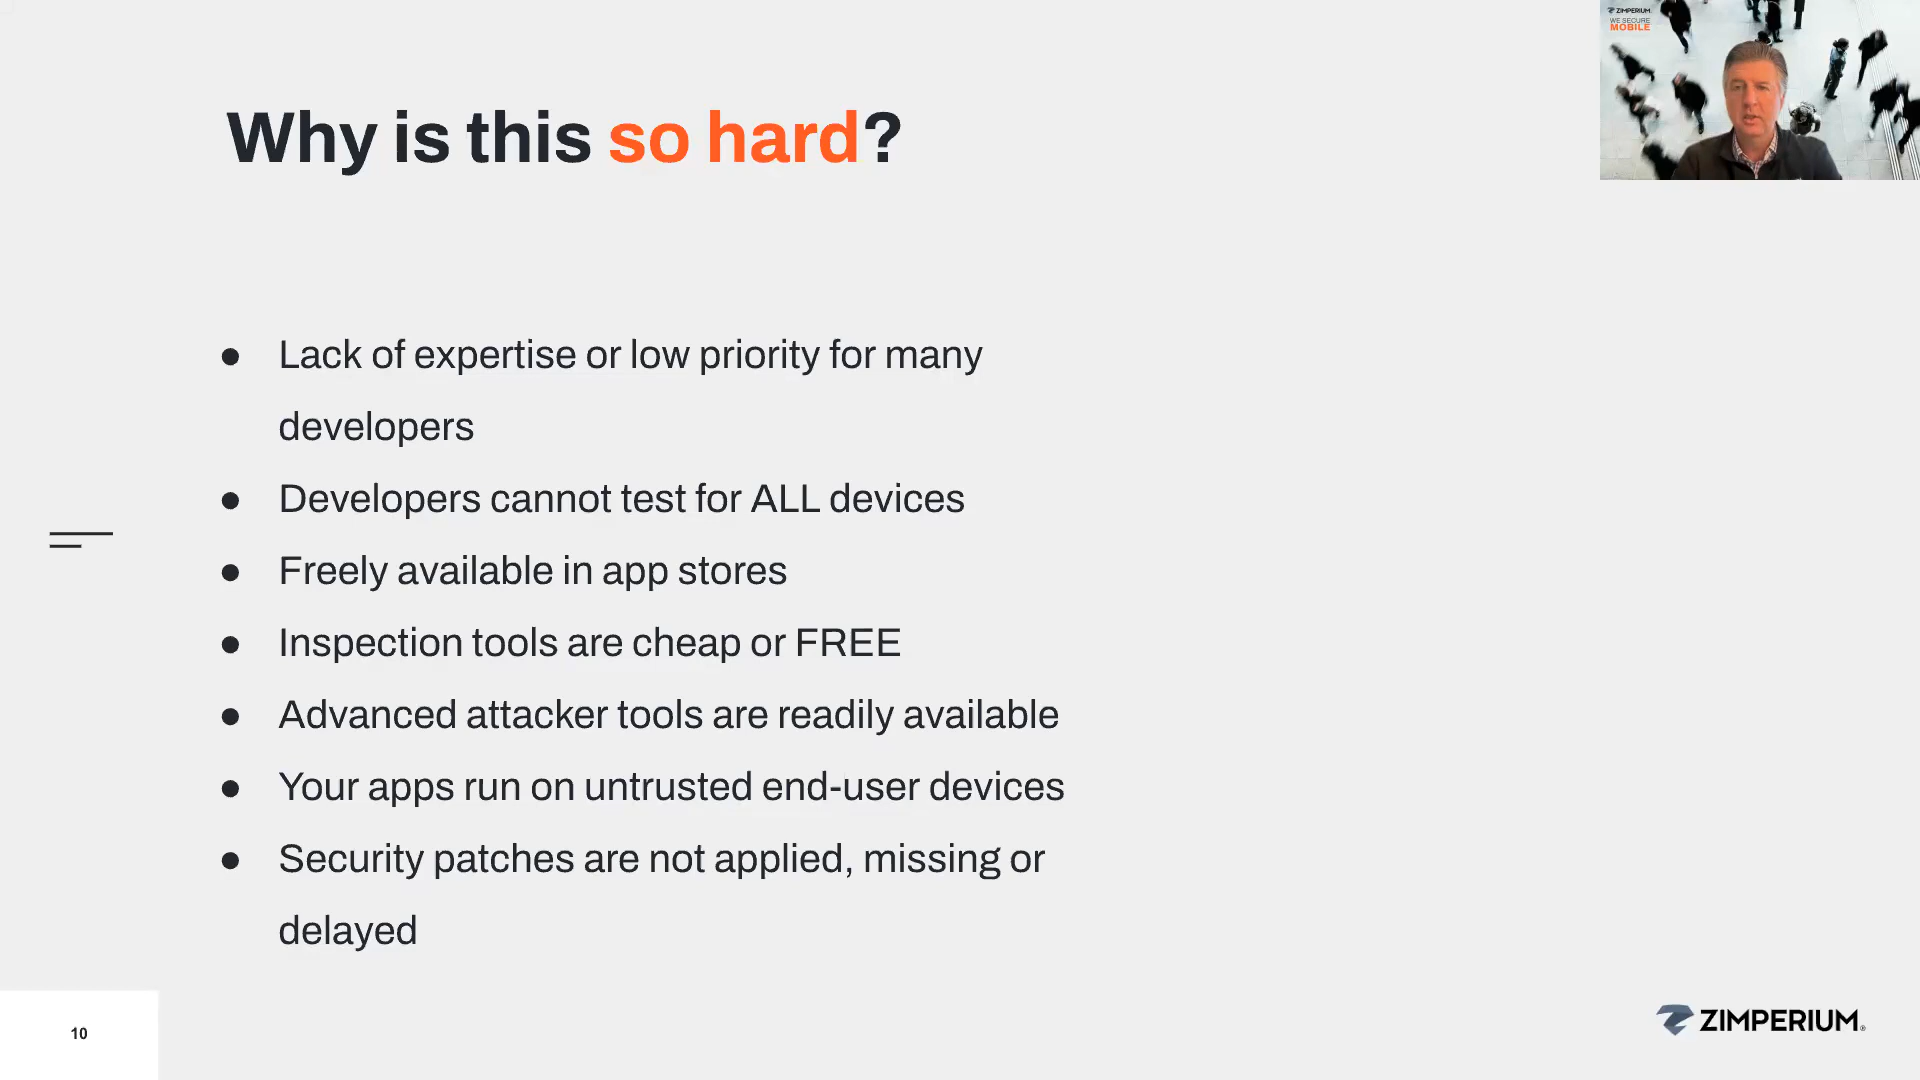 ZIMPERIUM
WE SECURE
MOBILE
Why is this so hard?
● Lack of expertise or low priority for many
developers
● Developers cannot test for ALL devices
● Freely available in app stores
● Inspection tools are cheap or FREE
● Advanced attacker tools are readily available
● Your apps run on untrusted end-user devices
● Security patches are not applied, missing or
delayed
10
ZIMPERIUM®